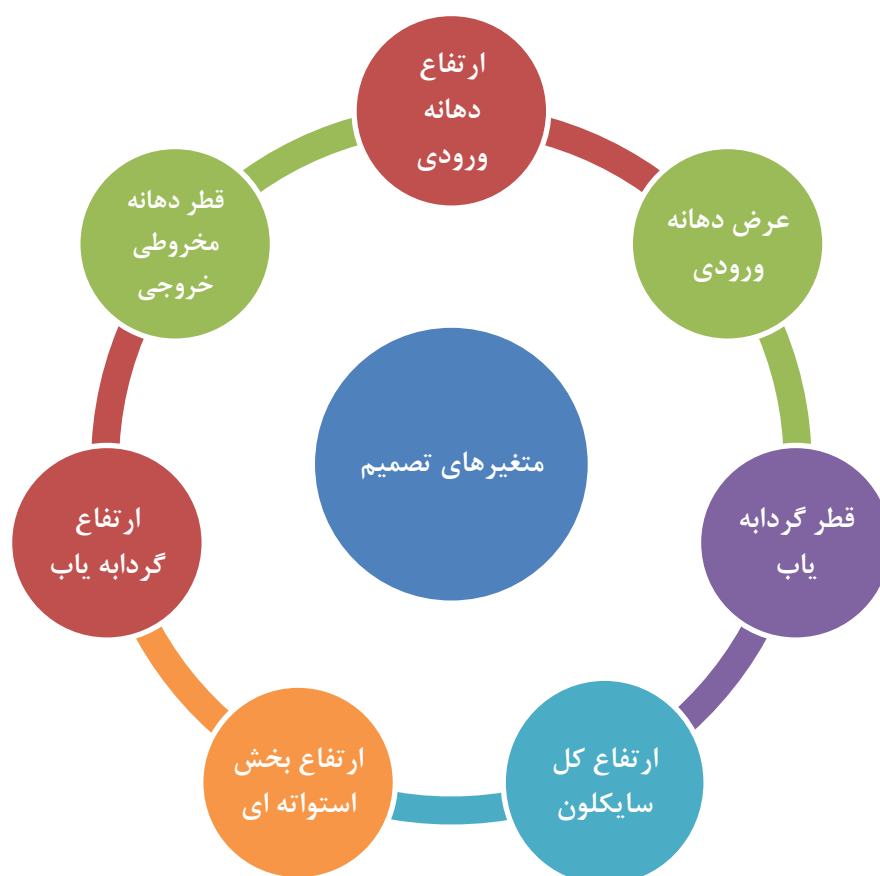 ارتفاع
دهانه
ورودی
عرض دهانه
ورودی
قطر گردابه
یاب
ارتفاع کل
سایکلون
ارتفاع بخش
استواته ای
ارتفاع
گردابه یاب
قطر دهانه
مخروطی
خروجی
متغیرهای تصمیم